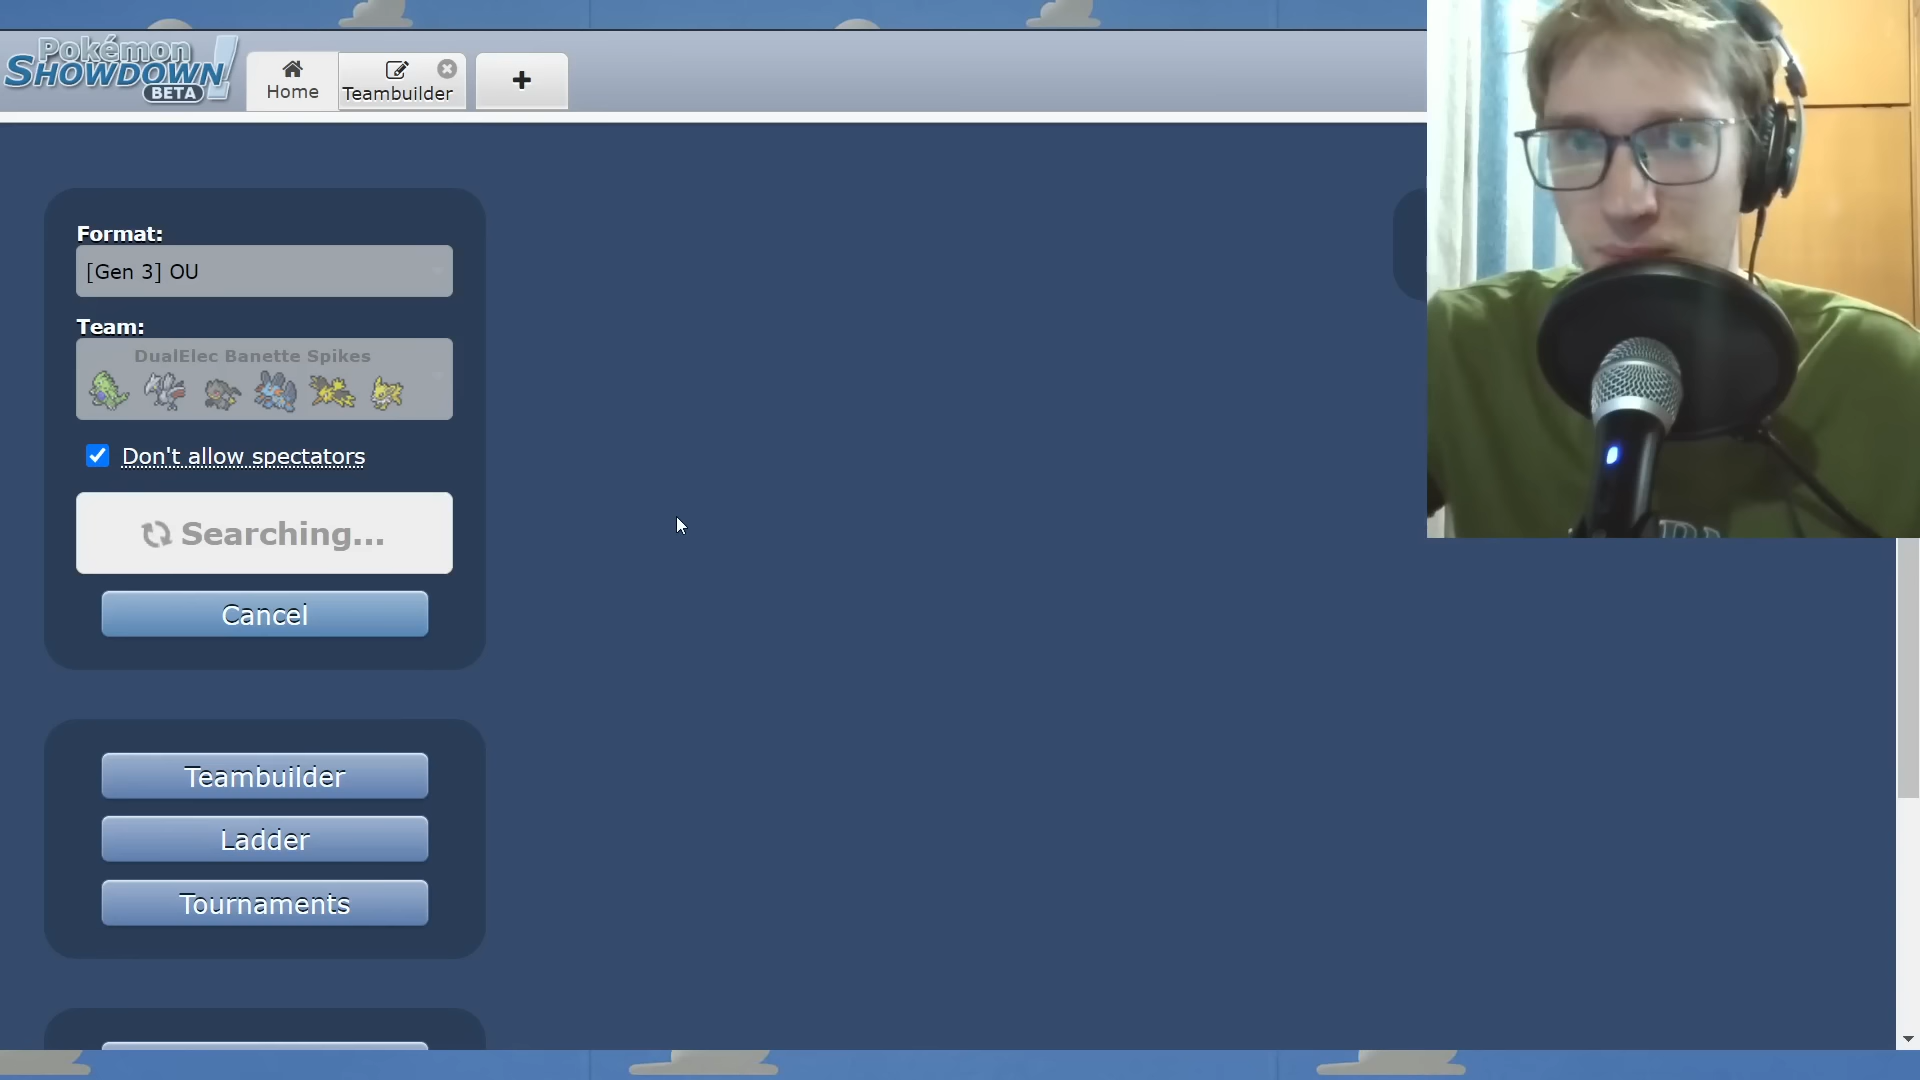 Pokémon
SHOWDOWN!
BETA
Home
Teambuilder
+
Format:
[Gen 3] OU
Team:
DualElec Banette Spikes
Don't allow spectators
Searching...
Cancel
Teambuilder
Ladder
Tournaments